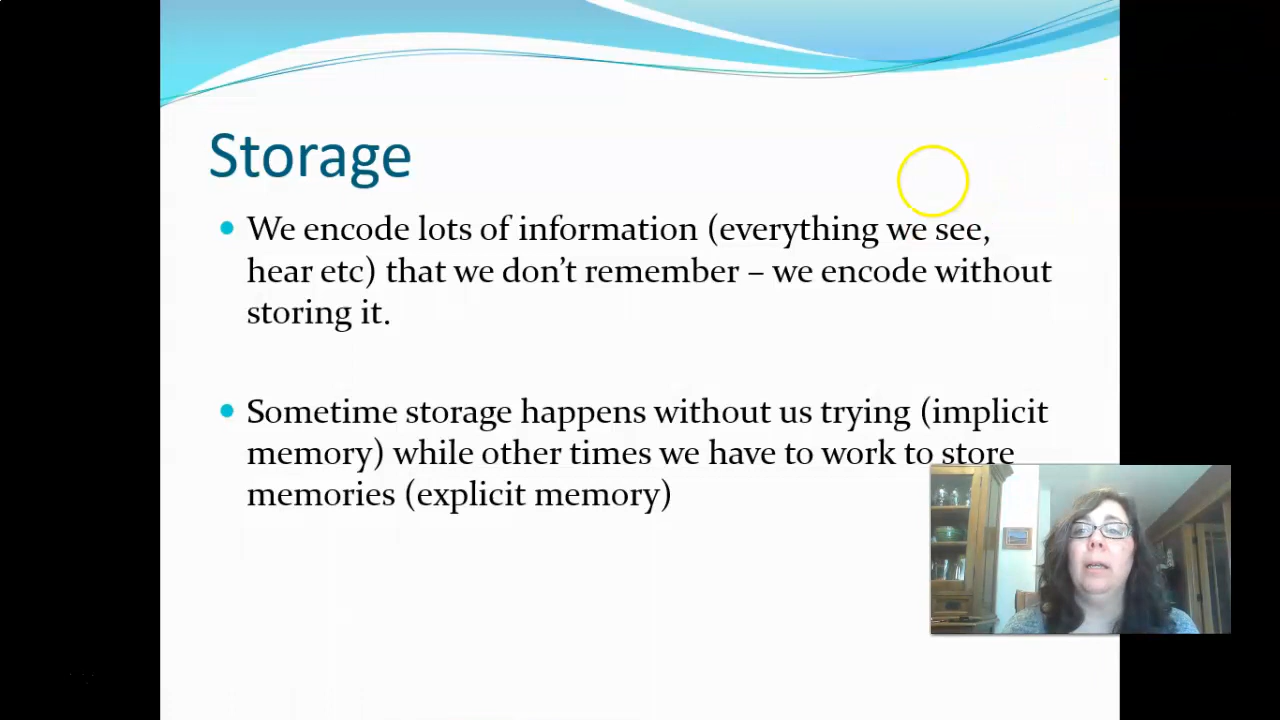 Storage
We encode lots of information (everything we see,
hear etc) that we don't remember – we encode without
storing it.
Sometime storage happens without us trying (implicit
memory) while other times we have to work to store
memories (explicit memory)